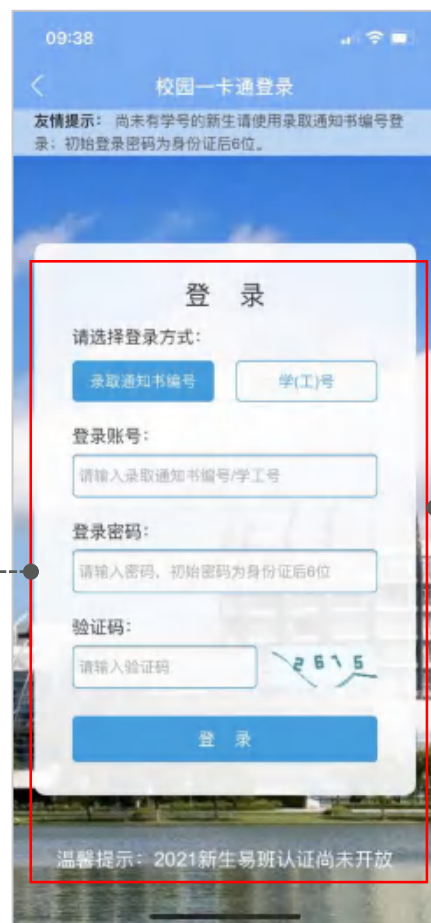 09:38
校园一卡通登录
友情提示： 尚未有学号的新生请使用录取通知书编号登
录；初始登录密码为身份证后6位。
登 录
请选择登录方式：
录取通知书编号 学(工)号
登录账号：
请输入录取通知书编号/学工号
登录密码：
请输入密码，初始密码为身份证后6位
验证码：
请输入验证码 2615
登 录
温馨提示：2021新生易班认证尚未开放